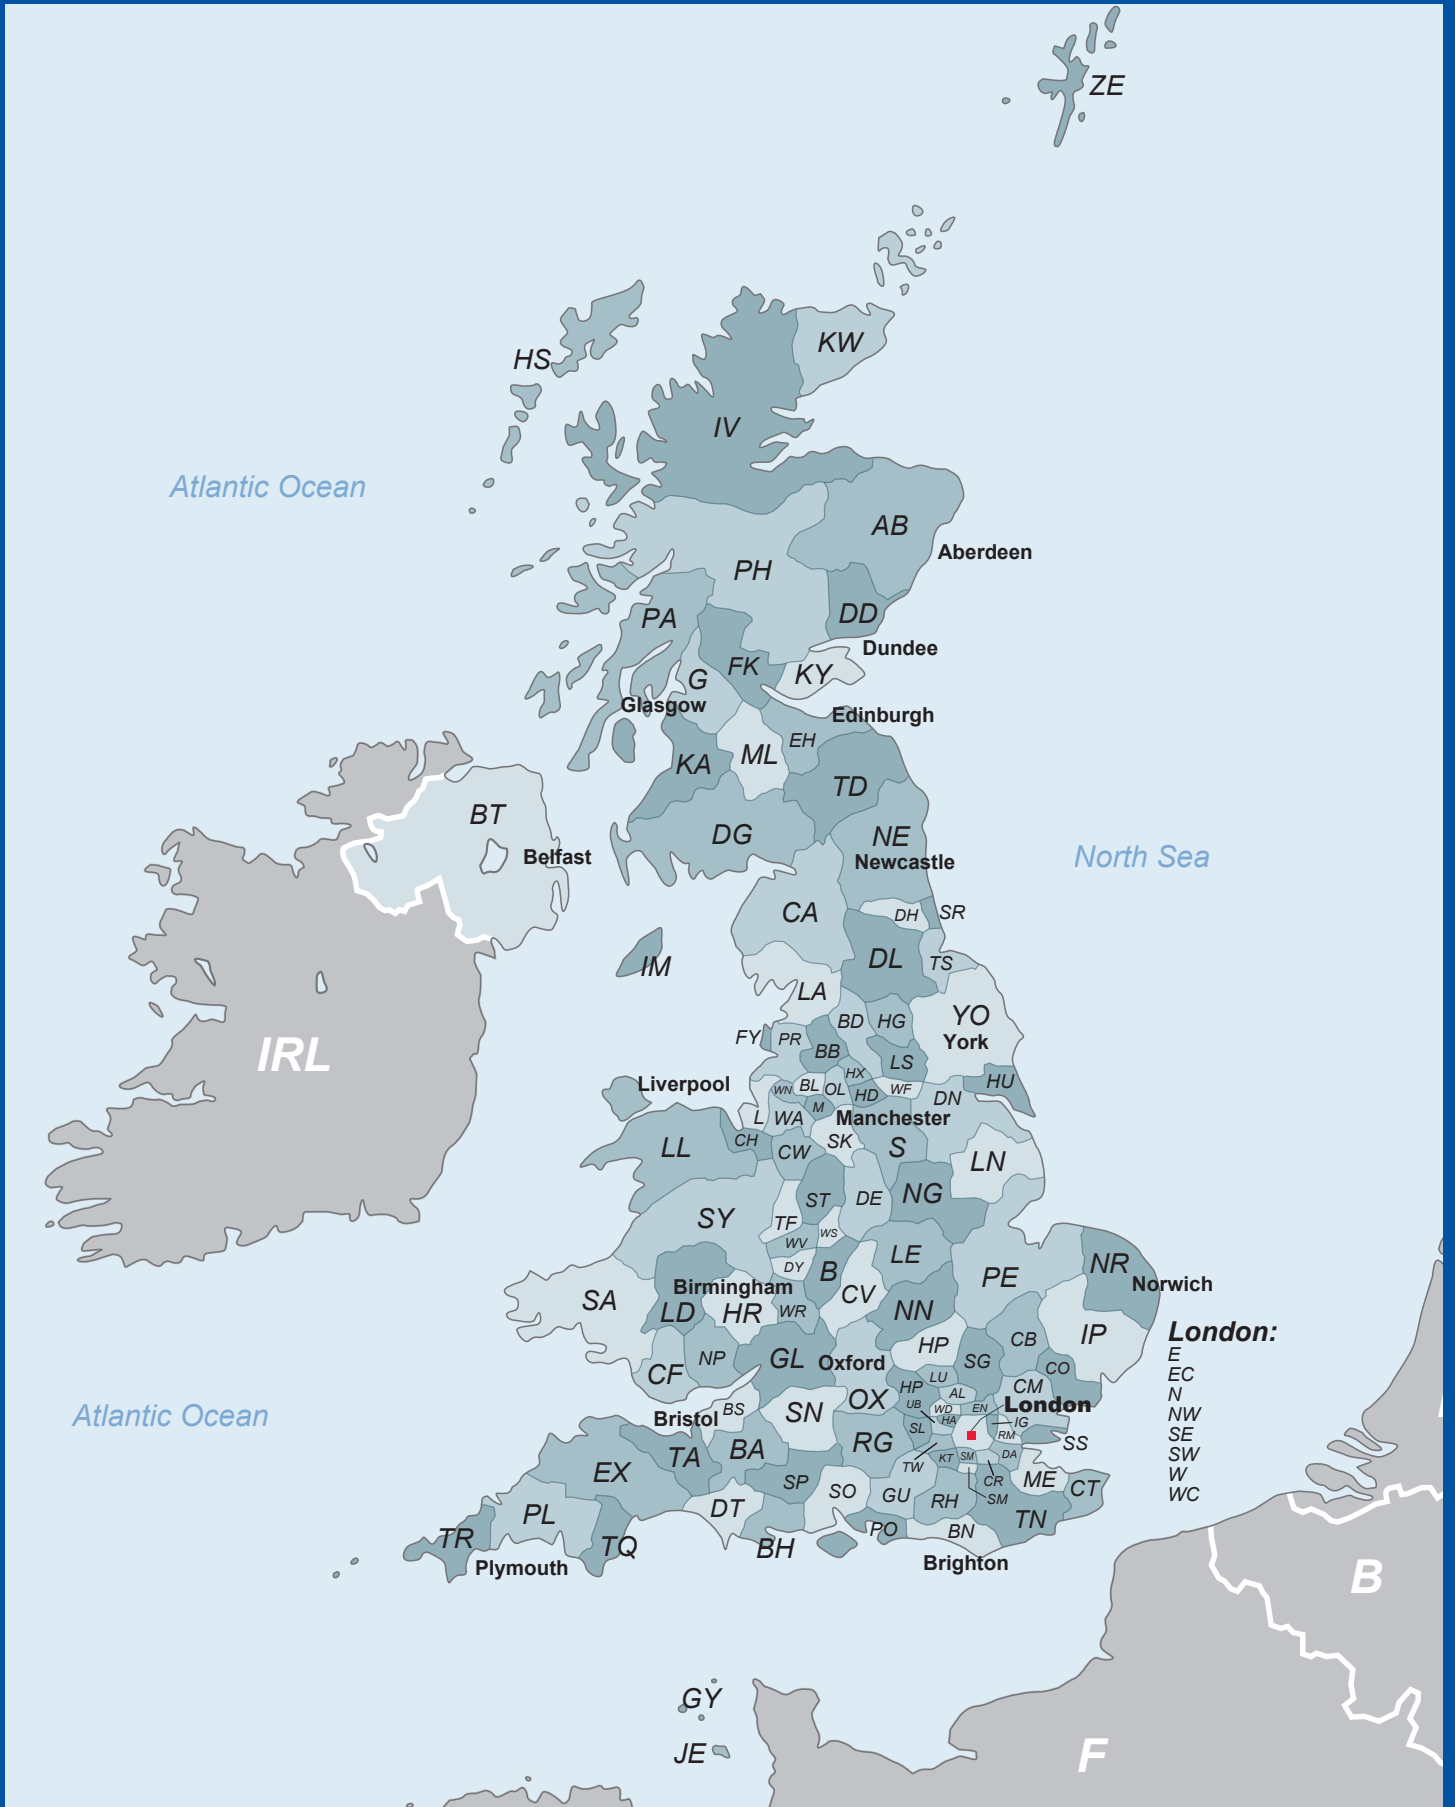 ZE
KW
HS
IV
Atlantic Ocean
AB
Aberdeen
PH
DD
PA
Dundee
FK
KY
G
Glasgow
Edinburgh
EH
ML
KA
TD
BT
DG
NE
Newcastle
Belfast
North Sea
CA
DH
SR
DL
TS
IM
LA
YO
BD
HG
FY
PR
York
BB
LS
IRL
HX
HU
Liverpool
WN
BL
OL
HD
WF
DN
M
L
WA
Manchester
CH
SK
S
LL
CW
LN
ST
DE
NG
SY
TF
WS
WV
LE
DY
B
NR
PE
Norwich
Birmingham
CV
SA
LD
HR
WR
NN
IP
London:
CB
HP
E
GL
Oxford
SG
NP
CO
EC
CF
LU
HP
CM
AL
N
OX
UB
WD
EN
London
BS
SN
NW
Bristol
HA
IG
SL
RM
SE
BA
RG
SS
TA
KT
SM
DA
SW
TW
EX
SP
CR
ME
W
SO
GU
CT
RH
SM
WC
DT
PL
TN
PO
BN
TR
TQ
BH
Plymouth
Brighton
B
Atlantic Ocean
GY
JE
F